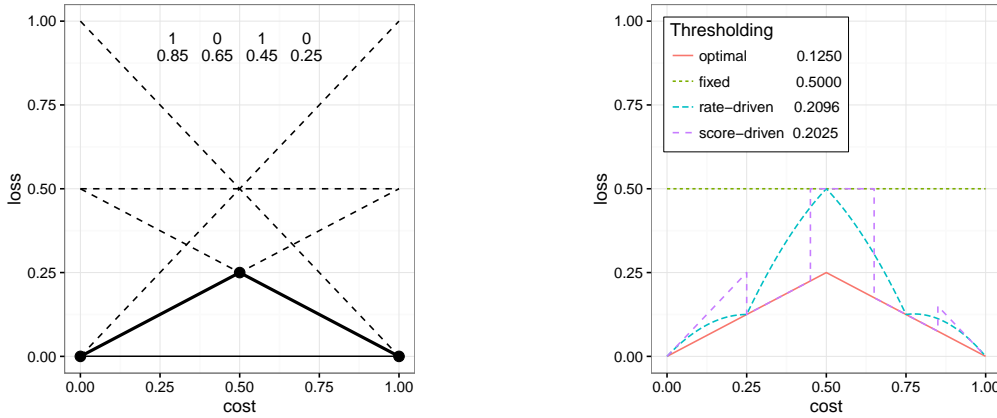 1.00
0.75
0.50
0.25
0.00
loss
1 0 1 0
0.85 0.65 0.45 0.25
0.00 0.25 0.50 0.75 1.00
cost
1.00
0.75
0.50
0.25
0.00
loss
Thresholding
optimal 0.1250
fixed 0.5000
rate−driven 0.2096
score−driven 0.2025
0.00 0.25 0.50 0.75 1.00
cost